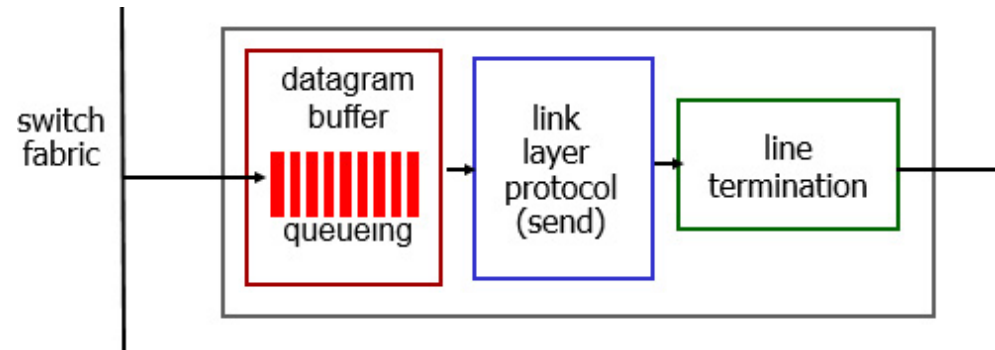 switch
fabric
datagram
buffer
queueing
link
layer
protocol
(send)
line
termination